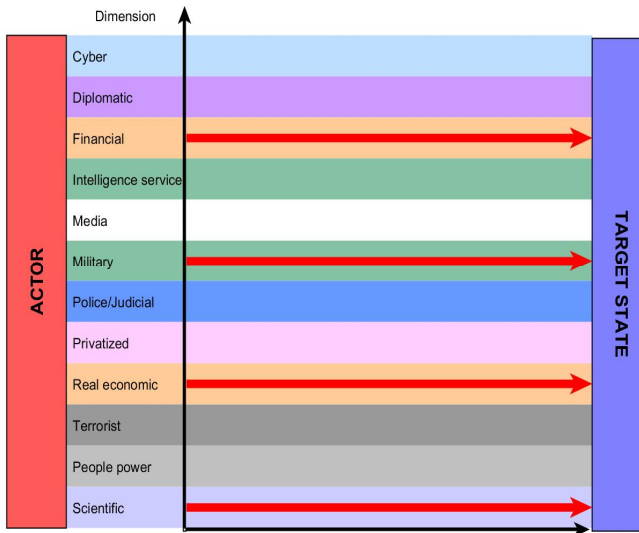 Dimension
Cyber
Diplomatic
Financial
Intelligence service
Media
Military
Police/Judicial
Privatized
Real economic
Terrorist
People power
Scientific
ACTOR
TARGET STATE